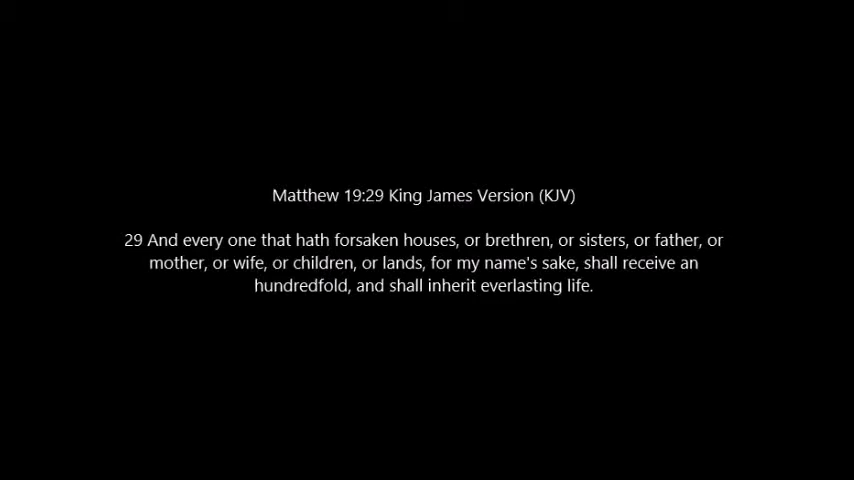 Matthew 19:29 King James Version (KJV)
29 And every one that hath forsaken houses, or brethren, or sisters, or father, or
mother, or wife, or children, or lands, for my name's sake, shall receive an
hundredfold, and shall inherit everlasting life.